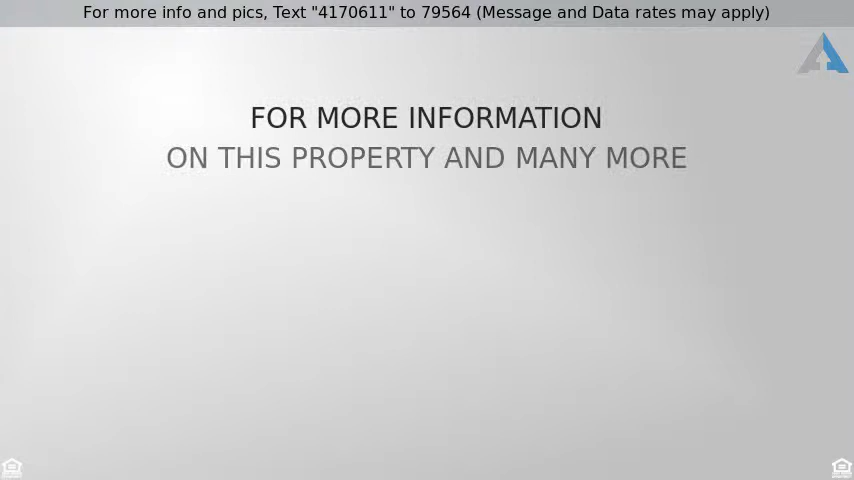 For more info and pics, Text "4170611" to 79564 (Message and Data rates may apply)
FOR MORE INFORMATION
ON THIS PROPERTY AND MANY MORE